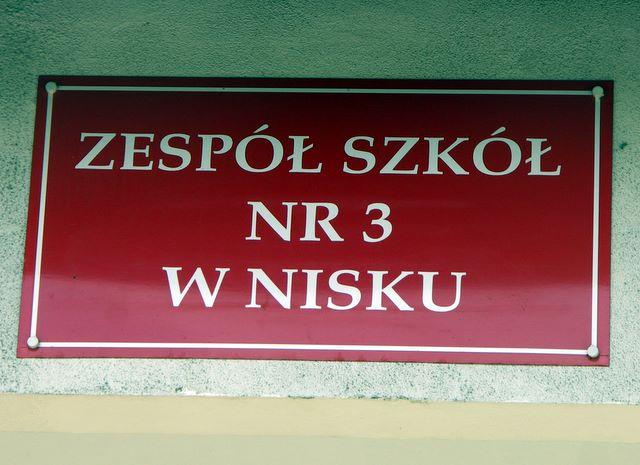 ZESPÓŁ SZKÓŁ
NR 3
W NISKU